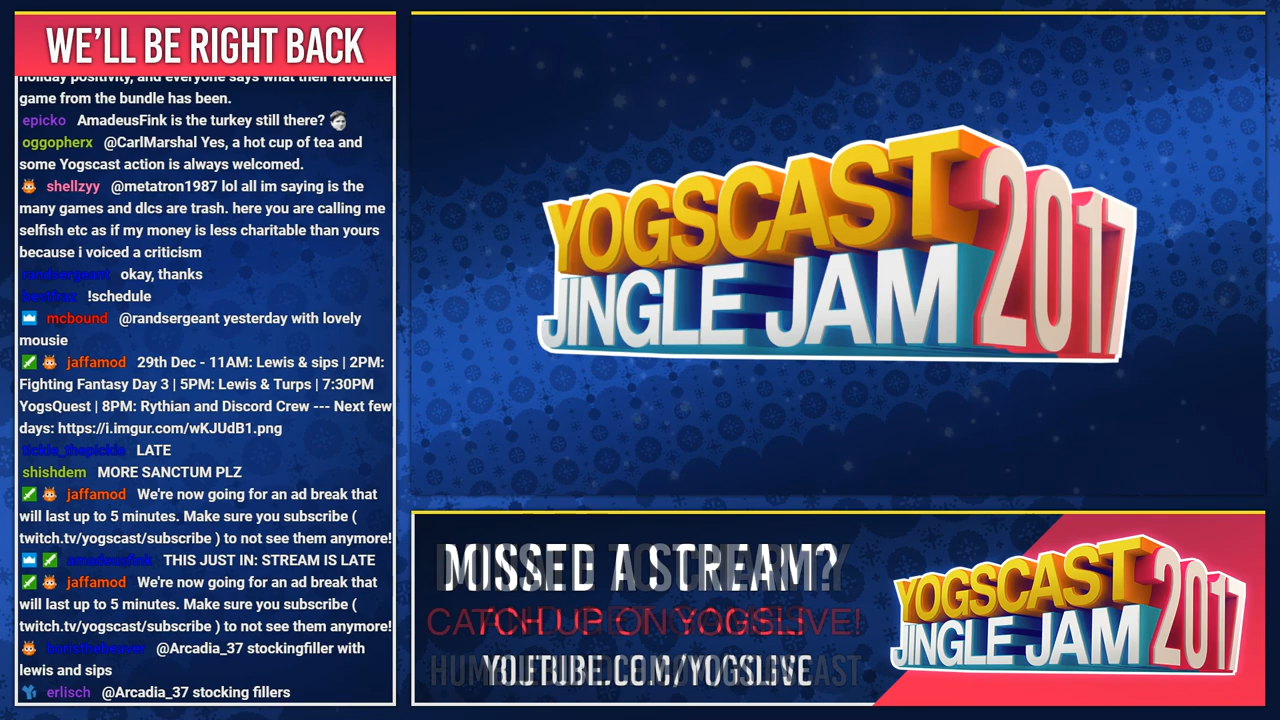 WE'LL BE RIGHT BACK
holiday positivity, and everyone says what their favourite
game from the bundle has been.
epicko AmadeusFink is the turkey still there?
oggopherx @CarlMarshal Yes, a hot cup of tea and
some Yogscast action is always welcomed.
shellzyy @metatron1987 lol all im saying is the
many games and dlcs are trash. here you are calling me
selfish etc as if my money is less charitable than yours
because i voiced a criticism
randsergeant okay, thanks
!schedule
mcbound @randsergeant yesterday with lovely
mousie
jaffamod 29th Dec - 11AM: Lewis & sips | 2PM:
Fighting Fantasy Day 3 | 5PM: Lewis & Turps | 7:30PM
YogsQuest | 8PM: Rythian and Discord Crew --- Next few
days: https://i.imgur.com/wKJUdB1.png
tickle_thepickle LATE
shishdem MORE SANCTUM PLZ
jaffamod We're now going for an ad break that
will last up to 5 minutes. Make sure you subscribe (
twitch.tv/yogscast/subscribe ) to not see them anymore!
amadeusfink THIS JUST IN: STREAM IS LATE
jaffamod We're now going for an ad break that
will last up to 5 minutes. Make sure you subscribe (
twitch.tv/yogscast/subscribe ) to not see them anymore!
boristhebeaver @Arcadia_37 stockingfiller with
lewis and sips
erlisch @Arcadia_37 stocking fillers
YOGSCAST
JINGLE JAM 2017
MISSED A STREAM?
CATCH UP ON YOGSLIVE!
YOUTUBE.COM/YOGSLIVE
YOGSCAST
JINGLE JAM 2017